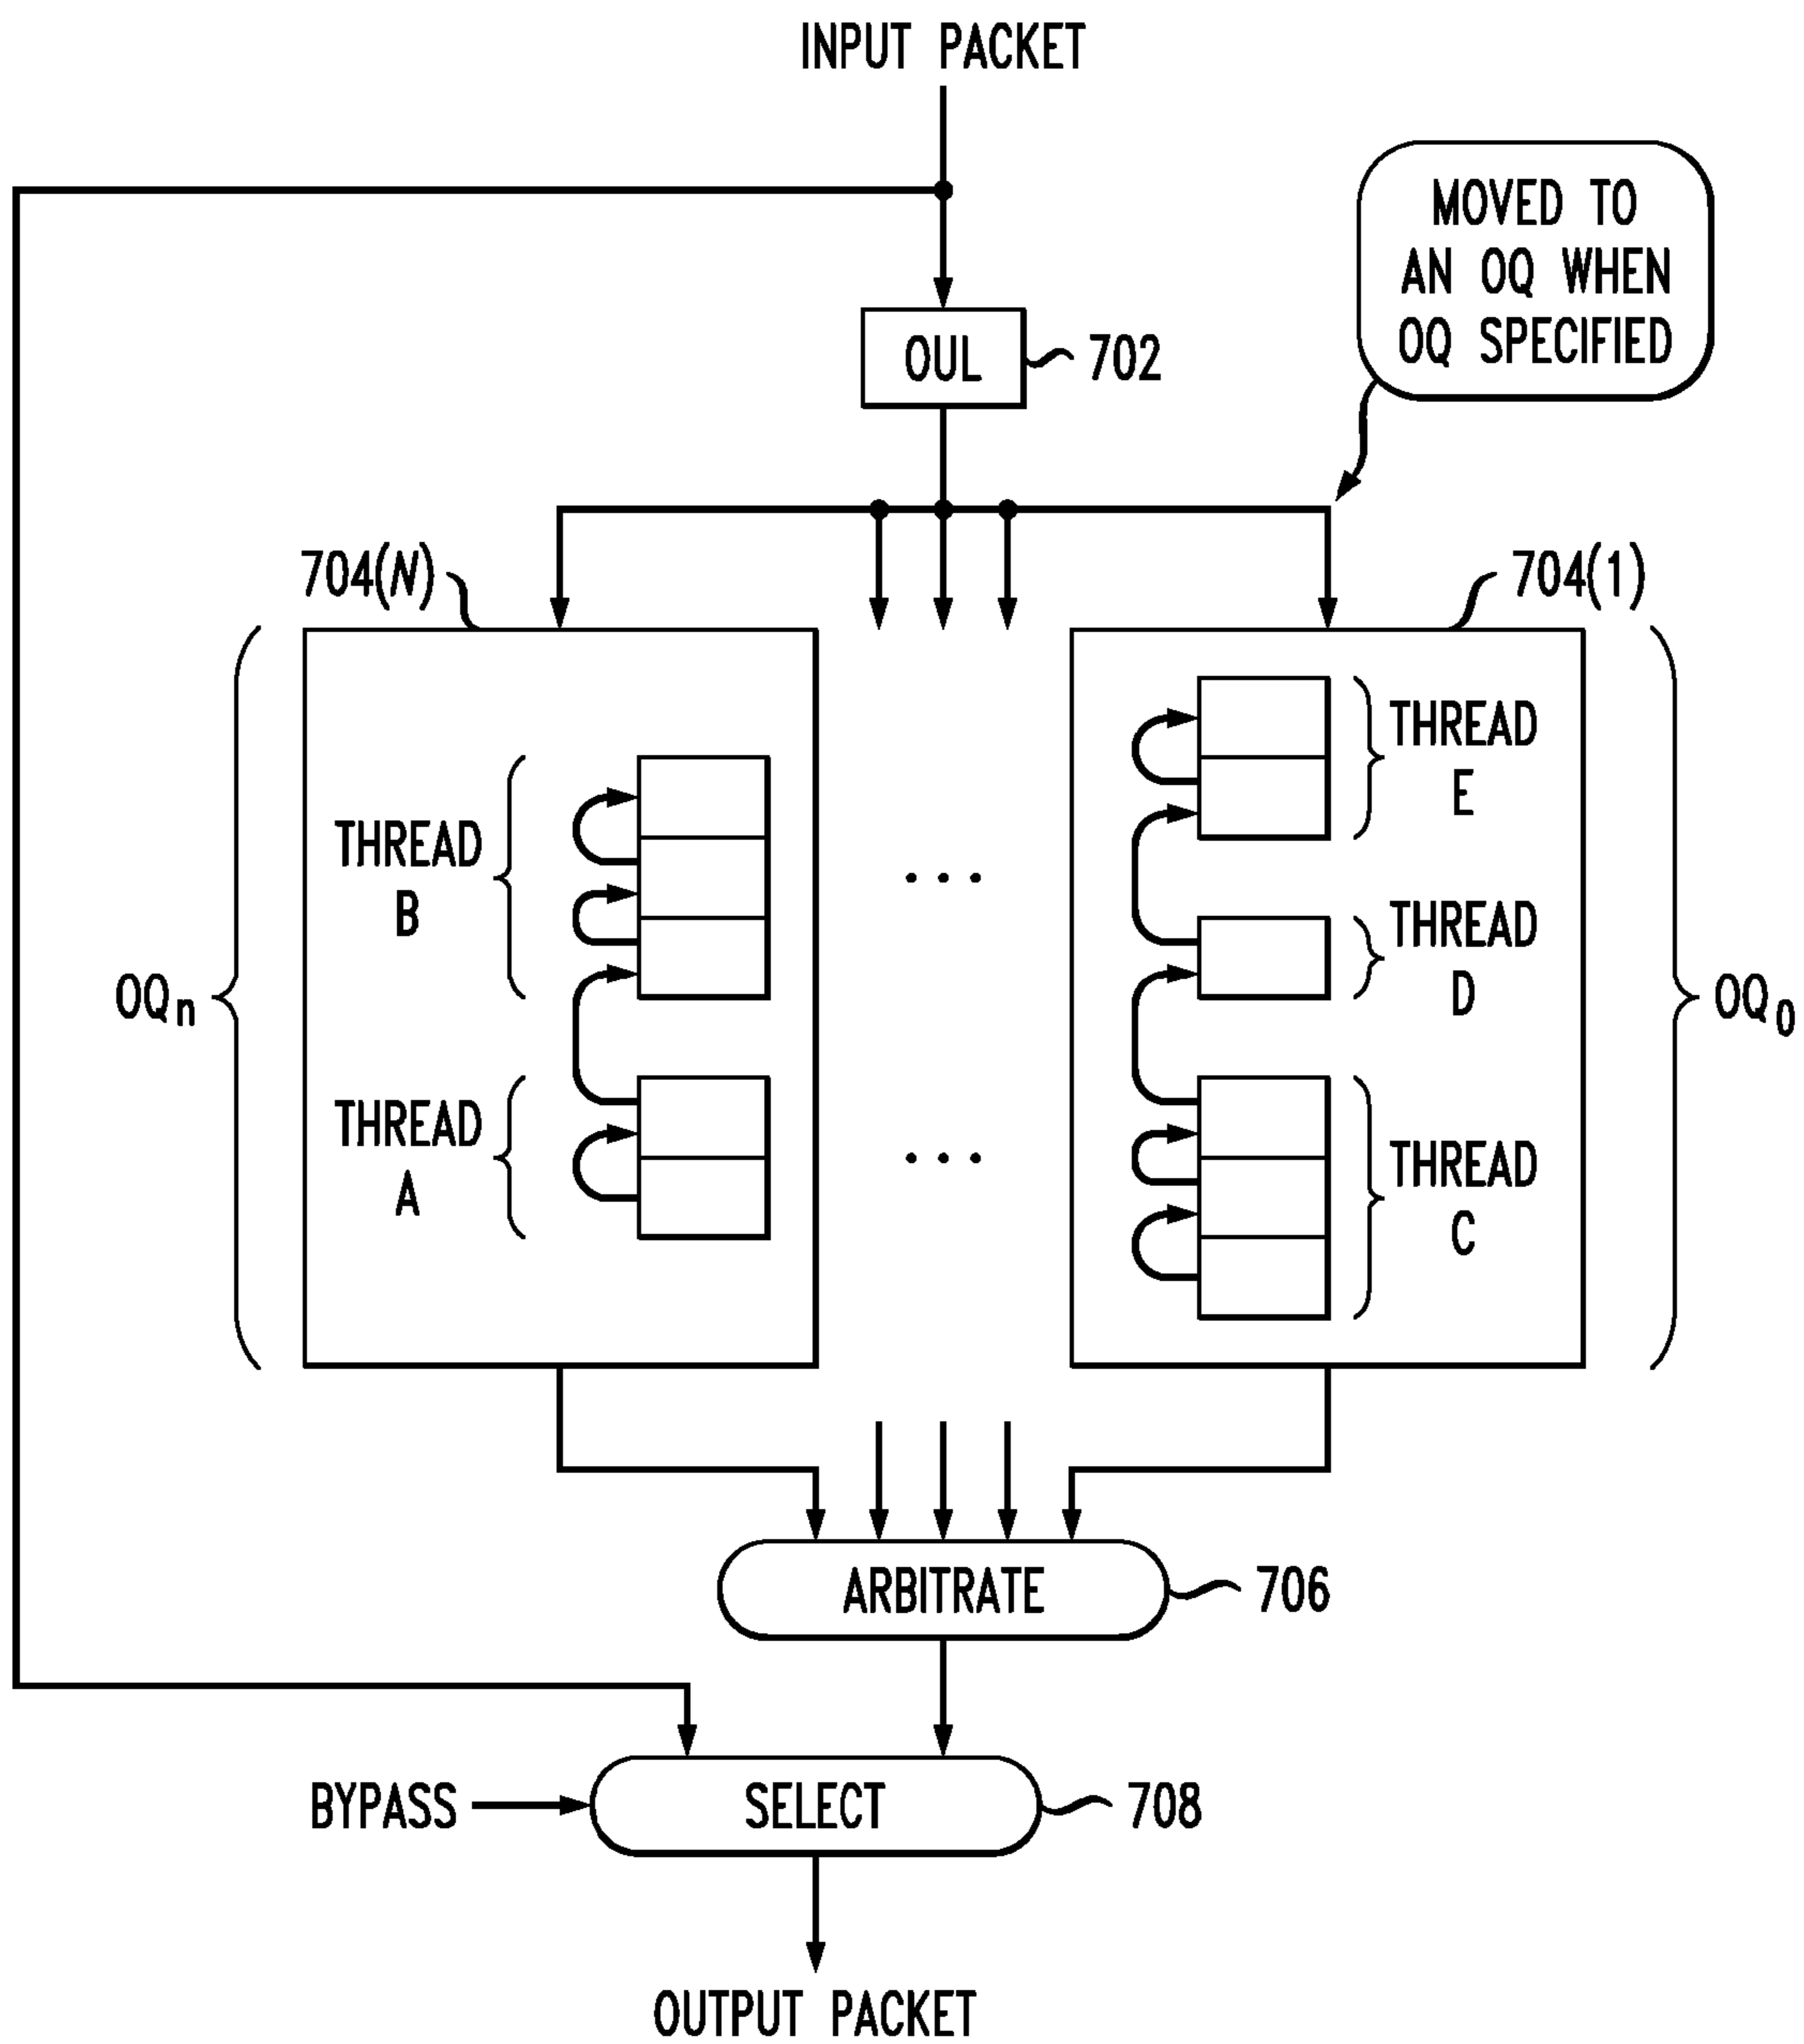 INPUT PACKET
MOVED TO
AN OQ WHEN
OQ SPECIFIED
OUL
702
704(N)
704(1)
THREAD
E
THREAD
B
THREAD
D
OQn
OQ0
THREAD
A
THREAD
C
ARBITRATE
706
BYPASS
SELECT
708
OUTPUT PACKET